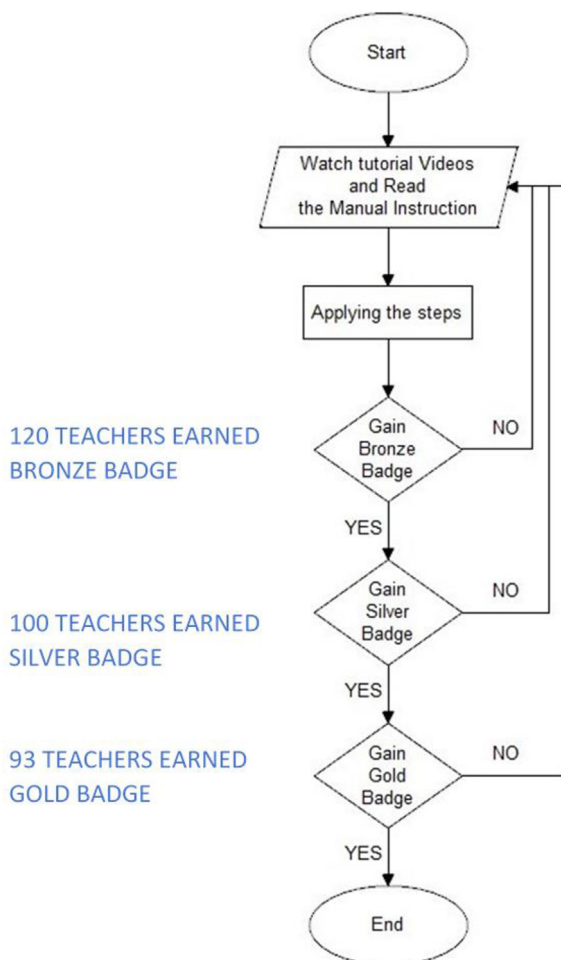 Start
Watch tutorial Videos
and Read
the Manual Instruction
Applying the steps
120 TEACHERS EARNED
BRONZE BADGE
Gain
Bronze
Badge
NO
YES
100 TEACHERS EARNED
SILVER BADGE
Gain
Silver
Badge
NO
YES
93 TEACHERS EARNED
GOLD BADGE
Gain
Gold
Badge
NO
YES
End